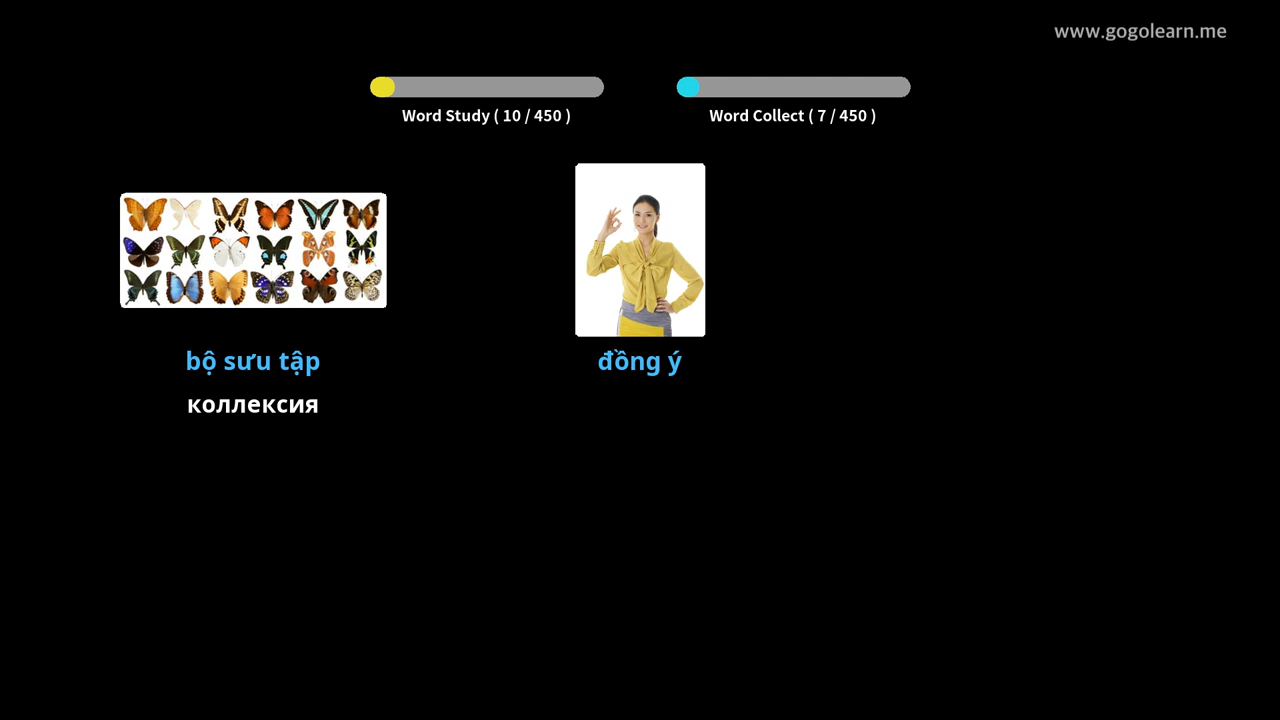 www.gogolearn.me
Word Study ( 10 / 450 )
Word Collect ( 7 / 450 )
bộ sưu tập
коллексия
đồng ý